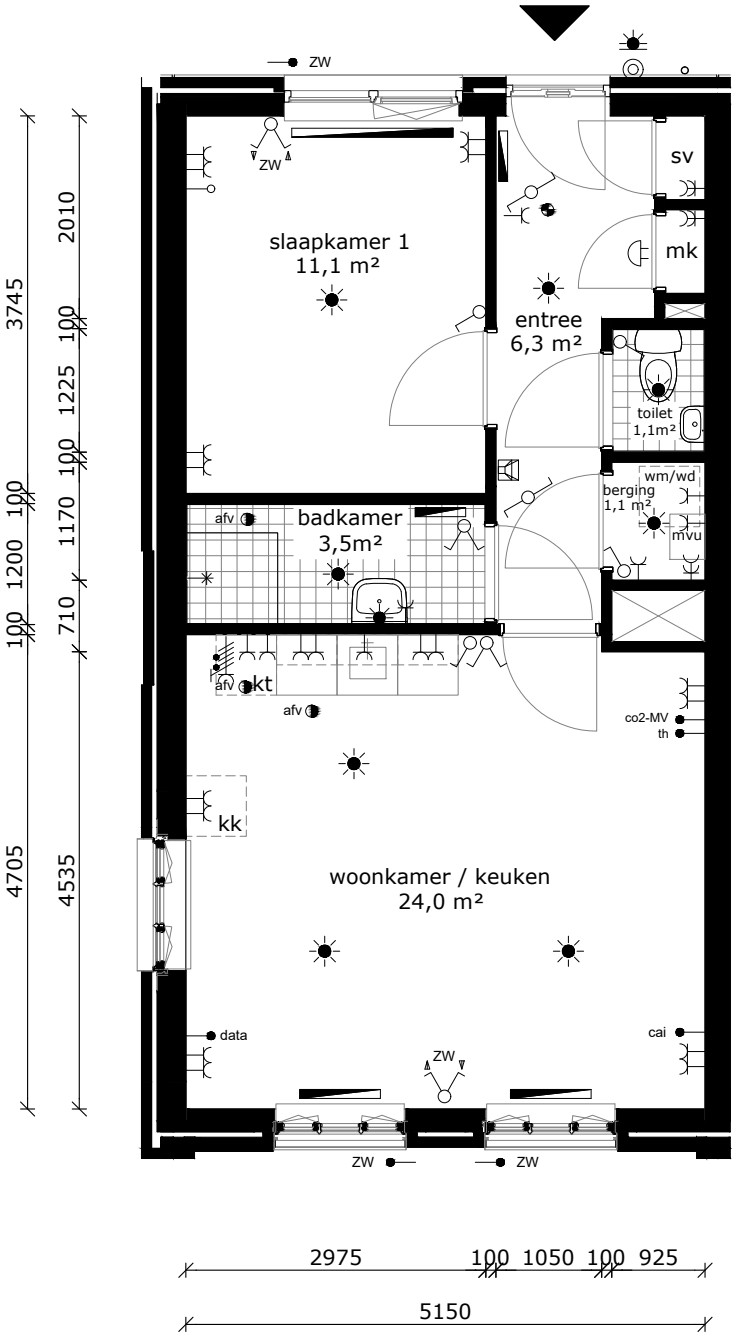 ZW
ZW
sv
mk
slaapkamer 1
11,1 m²
entree
6,3 m²
toilet
1,1m²
wm/wd
berging
1,1 m²
mvu
afv
badkamer
3,5m²
afv
kt
afv
co2-MV
th
kk
woonkamer / keuken
24,0 m²
data
cai
ZW
ZW
ZW
3745
100
1200
100
4705
2010
100
1225
100
1170
710
4535
2975
100
1050
100
925
5150